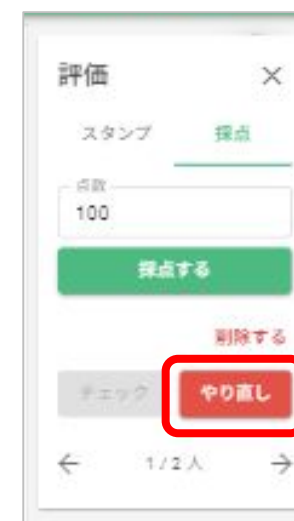 評価
スタンプ 採点
点数
100
採点する
削除する
チェック やり直し
1/2人